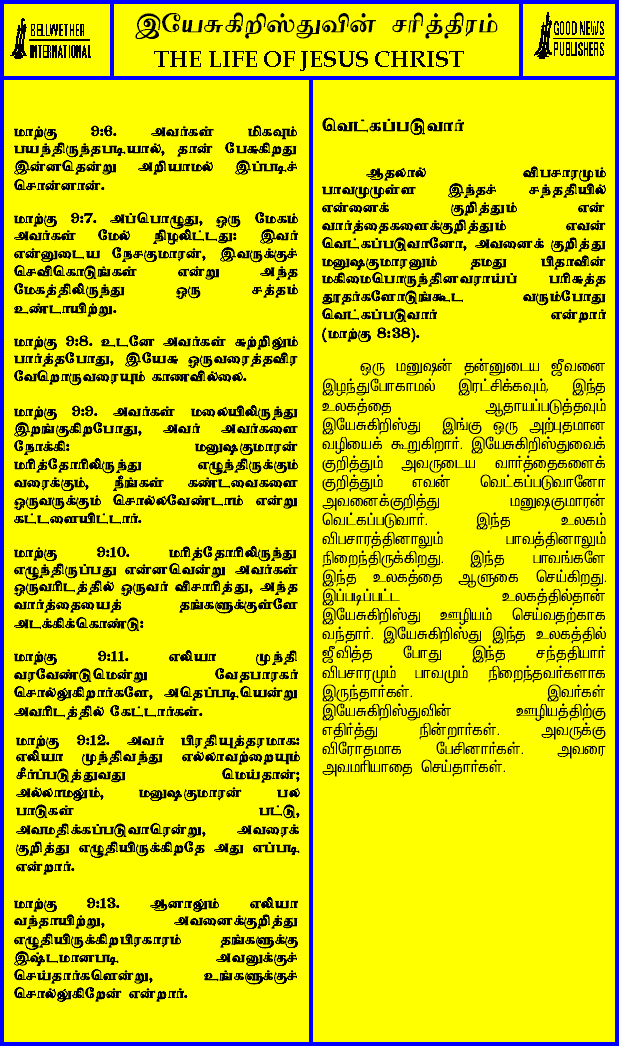 BELLWETHER
INTERNATIONAL
இயேசுகிறிஸ்துவின் சரித்திரம்
THE LIFE OF JESUS CHRIST
GOOD NEWS
PUBLISHERS
மாற்கு 9:6. அவர்கள் மிகவும்
பயந்திருந்தபடியால், தான் பேசுகிறது
இன்னதென்று அறியாமல் இப்படிச்
சொன்னான்.
மாற்கு 9:7. அப்பொழுது, ஒரு மேகம்
அவர்கள் மேல் நிழலிட்டது: இவர்
என்னுடைய நேசகுமாரன், இவருக்குச்
செவிகொடுங்கள் என்று அந்த
மேகத்திலிருந்து ஒரு சத்தம்
உண்டாயிற்று.
மாற்கு 9:8. உடனே அவர்கள் சுற்றிலும்
பார்த்தபோது, இயேசு ஒருவரைத்தவிர
வேறொருவரையும் காணவில்லை.
மாற்கு 9:9. அவர்கள் மலையிலிருந்து
இறங்குகிறபோது, அவர் அவர்களை
நோக்கி: மனுஷகுமாரன்
மரித்தோரிலிருந்து எழுந்திருக்கும்
வரைக்கும், நீங்கள் கண்டவைகளை
ஒருவருக்கும் சொல்லவேண்டாம் என்று
கட்டளையிட்டார்.
மாற்கு 9:10. மரித்தோரிலிருந்து
எழுந்திருப்பது என்னவென்று அவர்கள்
ஒருவரிடத்தில் ஒருவர் விசாரித்து, அந்த
வார்த்தையைத் தங்களுக்குள்ளே
அடக்கிக்கொண்டு:
மாற்கு 9:11. எலியா முந்தி
வரவேண்டுமென்று வேதபாரகர்
சொல்லுகிறார்களே, அதெப்படியென்று
அவரிடத்தில் கேட்டார்கள்.
மாற்கு 9:12. அவர் பிரதியுத்தரமாக:
எலியா முந்திவந்து எல்லாவற்றையும்
சீர்ப்படுத்துவது மெய்தான்;
அல்லாமலும், மனுஷகுமாரன் பல
பாடுகள் பட்டு,
அவமதிக்கப்படுவாரென்று, அவரைக்
குறித்து எழுதியிருக்கிறதே அது எப்படி
என்றார்.
மாற்கு 9:13. ஆனாலும் எலியா
வந்தாயிற்று, அவனைக்குறித்து
எழுதியிருக்கிறபிரகாரம் தங்களுக்கு
இஷ்டமானபடி அவனுக்குச்
செய்தார்களென்று, உங்களுக்குச்
சொல்லுகிறேன் என்றார்.
வெட்கப்படுவார்
ஆதலால் விபசாரமும்
பாவமுமுள்ள இந்தச் சந்ததியில்
என்னைக் குறித்தும் என்
வார்த்தைகளைக்குறித்தும் எவன்
வெட்கப்படுவானோ, அவனைக் குறித்து
மனுஷகுமாரனும் தமது பிதாவின்
மகிமைபொருந்தினவராய்ப் பரிசுத்த
தூதர்களோடுங்கூட வரும்போது
வெட்கப்படுவார் என்றார்
(மாற்கு 8:38).
ஒரு மனுஷன் தன்னுடைய ஜீவனை
இழந்துபோகாமல் இரட்சிக்கவும், இந்த
உலகத்தை ஆதாயப்படுத்தவும்
இயேசுகிறிஸ்து இங்கு ஒரு அற்புதமான
வழியைக் கூறுகிறார். இயேசுகிறிஸ்துவைக்
குறித்தும் அவருடைய வார்த்தைகளைக்
குறித்தும் எவன் வெட்கப்படுவானோ
அவனைக்குறித்து மனுஷகுமாரன்
வெட்கப்படுவார். இந்த உலகம்
விபசாரத்தினாலும் பாவத்தினாலும்
நிறைந்திருக்கிறது. இந்த பாவங்களே
இந்த உலகத்தை ஆளுகை செய்கிறது.
இப்படிப்பட்ட உலகத்தில்தான்
இயேசுகிறிஸ்து ஊழியம் செய்வதற்காக
வந்தார். இயேசுகிறிஸ்து இந்த உலகத்தில்
ஜீவித்த போது இந்த சந்ததியார்
விபசாரமும் பாவமும் நிறைந்தவர்களாக
இருந்தார்கள். இவர்கள்
இயேசுகிறிஸ்துவின் ஊழியத்திற்கு
எதிர்த்து நின்றார்கள். அவருக்கு
விரோதமாக பேசினார்கள். அவரை
அவமரியாதை செய்தார்கள்.